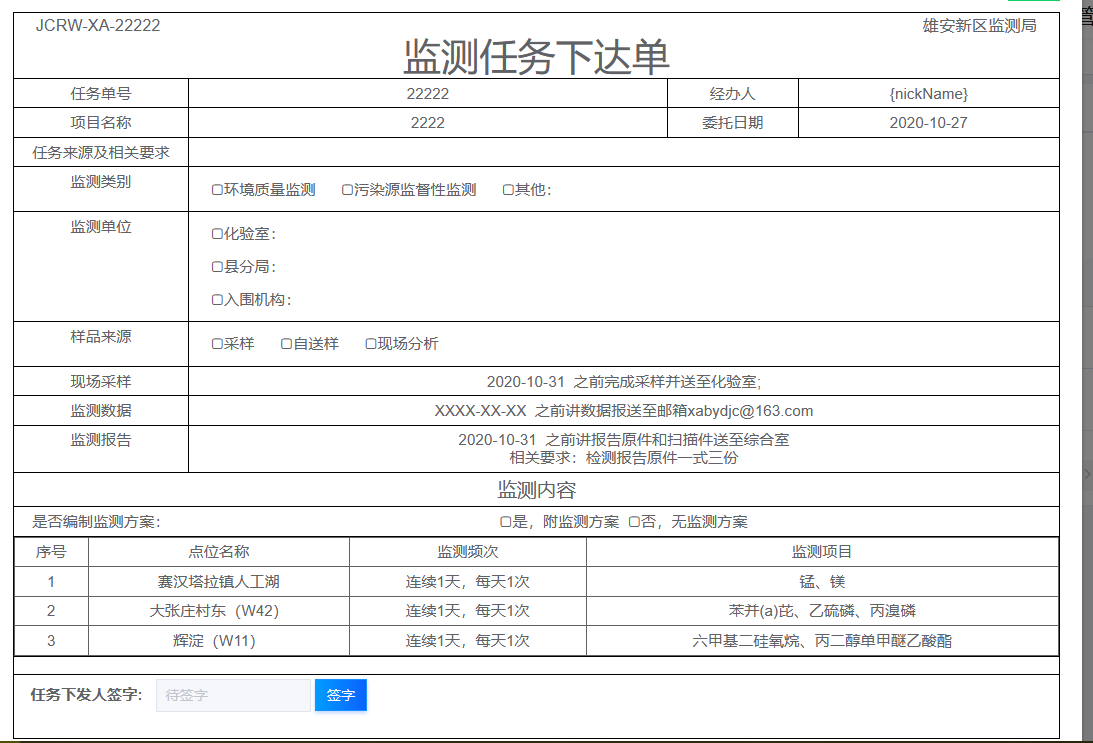 JCRW-XA-22222 雄安新区监测局
监测任务下达单
任务单号 22222 经办人 {nickName}
项目名称 2222 委托日期 2020-10-27
任务来源及相关要求
监测类别 ▢环境质量监测 ▢污染源监督性监测 ▢其他：
监测单位 ▢化验室：
▢县分局：
▢入围机构：
样品来源 ▢采样 ▢自送样 ▢现场分析
现场采样 2020-10-31 之前完成采样并送至化验室;
监测数据 XXXX-XX-XX 之前讲数据报送至邮箱xabydjc@163.com
监测报告 2020-10-31 之前讲报告原件和扫描件送至综合室
相关要求：检测报告原件一式三份
监测内容
是否编制监测方案： ▢是，附监测方案 ▢否，无监测方案
序号 点位名称 监测频次 监测项目
1 赛汉塔拉镇人工湖 连续1天，每天1次 锰、镁
2 大张庄村东（W42） 连续1天，每天1次 苯并(a)芘、乙硫磷、丙溴磷
3 辉淀（W11） 连续1天，每天1次 六甲基二硅氧烷、丙二醇单甲醚乙酸酯
任务下发人签字： 待签字 签字